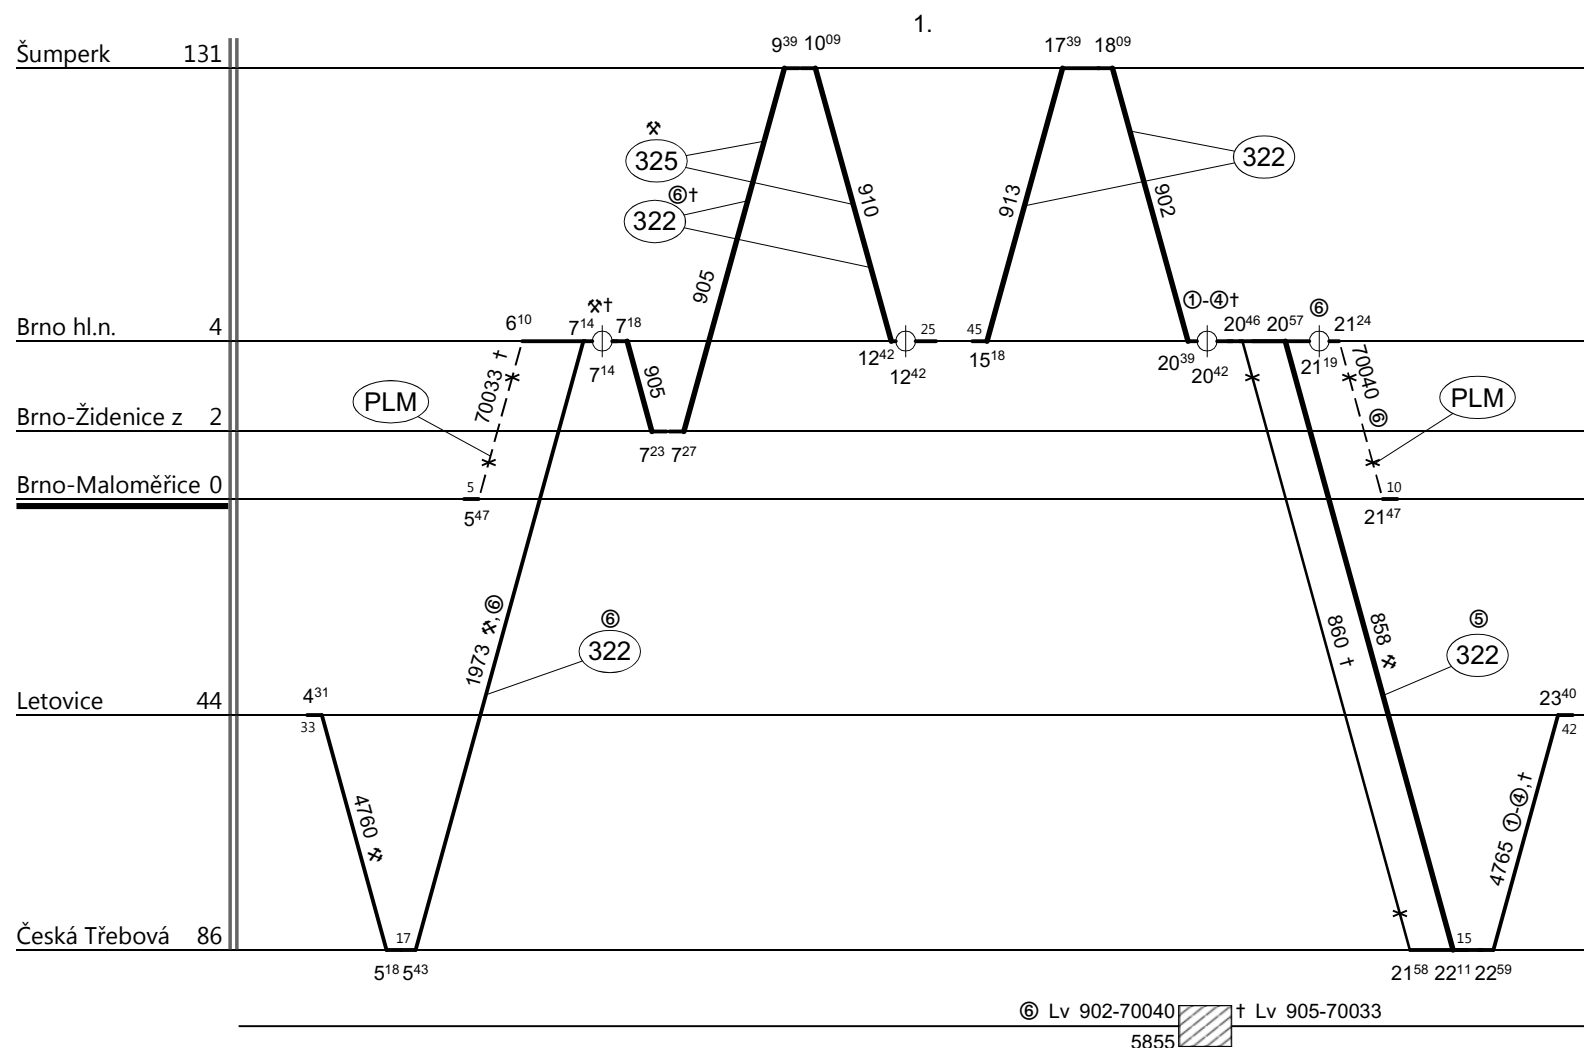 1.
Šumperk 131
9³⁹ 10⁰⁹ 17³⁹ 18⁰⁹
⚒
325
322
⑥†
322
913
902
910
905
⚒†
①-④†
⑥
Brno hl.n. 4
6¹⁰ 7¹⁴ 7¹⁸ 25 45 20⁴⁶ 20⁵⁷ 21²⁴
7¹⁴ 12⁴² 12⁴² 15¹⁸ 20³⁹ 20⁴² 21¹⁹
70033 †
905
70040 ⑥
PLM
PLM
Brno-Židenice z 2
7²³ 7²⁷
Brno-Maloměřice 0
5 10
5⁴⁷ 21⁴⁷
1973 ⚒,⑥
⑥
322
860 †
858 ⚒
⑤
322
Letovice 44
4³¹ 23⁴⁰
33 42
4760 ⚒
4765 ①-④,†
Česká Třebová 86
17 15
5¹⁸ 5⁴³ 21⁵⁸ 22¹¹ 22⁵⁹
⑥ Lv 902-70040 † Lv 905-70033
5855